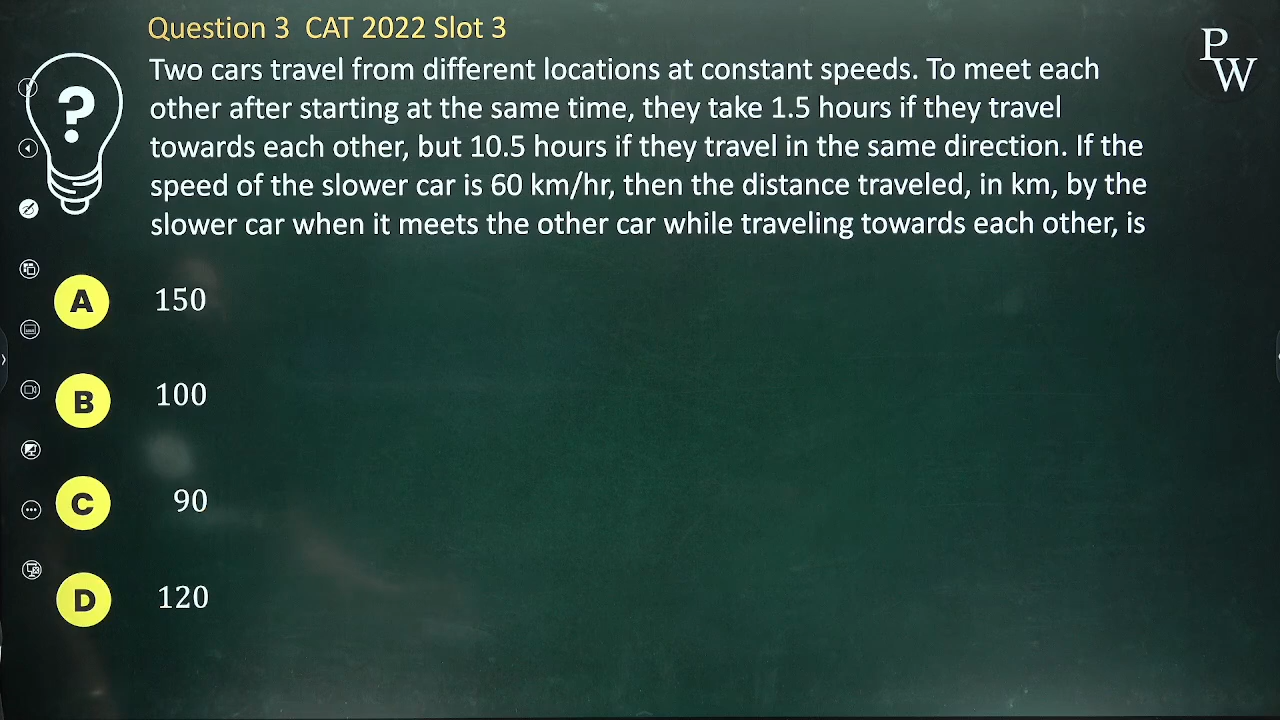 Question 3 CAT 2022 Slot 3
P
W
?
Two cars travel from different locations at constant speeds. To meet each
other after starting at the same time, they take 1.5 hours if they travel
towards each other, but 10.5 hours if they travel in the same direction. If the
speed of the slower car is 60 km/hr, then the distance traveled, in km, by the
slower car when it meets the other car while traveling towards each other, is
A 150
B 100
C 90
D 120